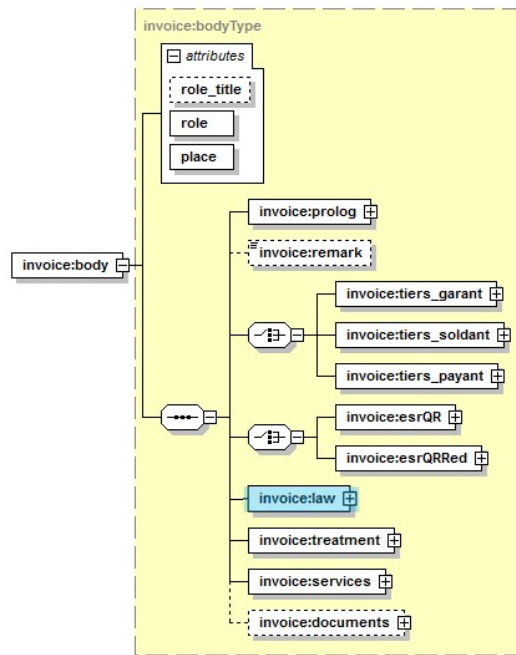 invoice:bodyType
attributes
role_title
role
place
invoice:prolog
invoice:remark
invoice:body
invoice:tiers_garant
invoice:tiers_soldant
invoice:tiers_payant
invoice:esrQR
invoice:esrQRRed
invoice:law
invoice:treatment
invoice:services
invoice:documents